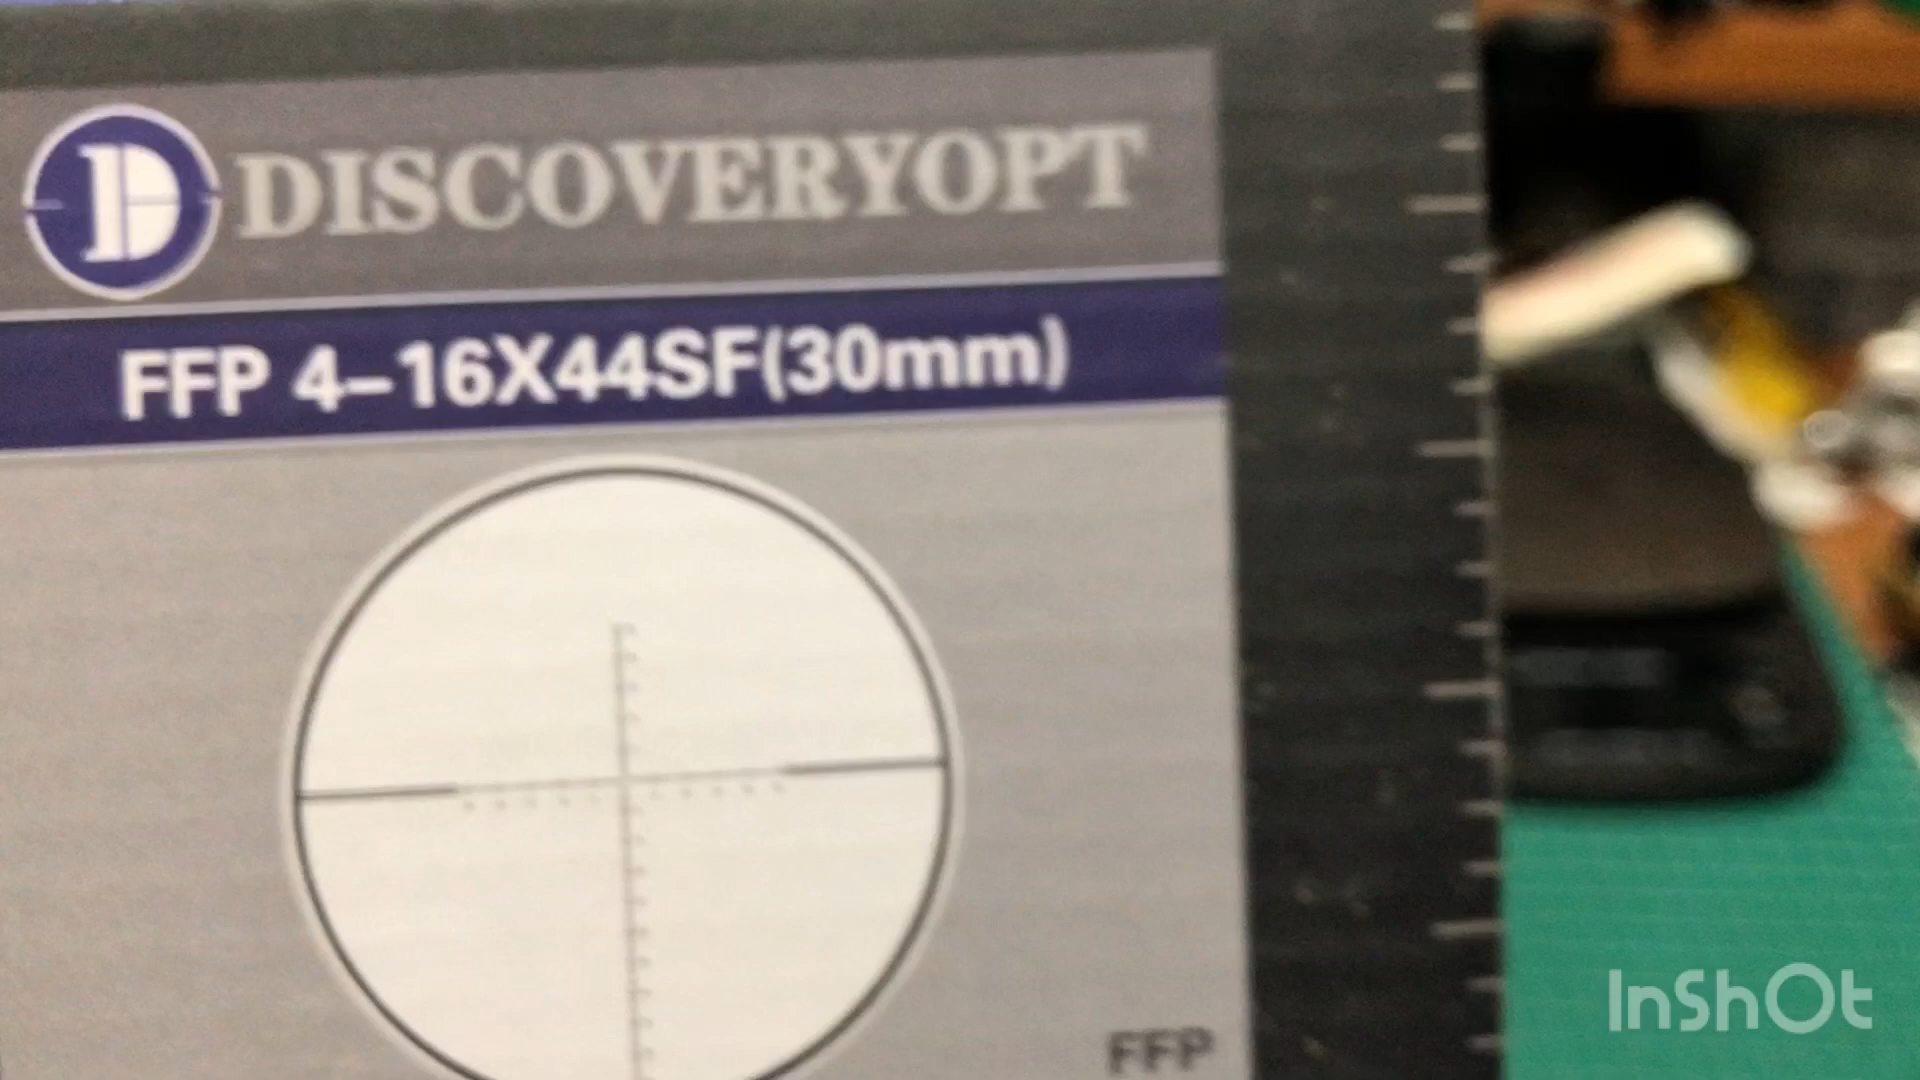 DISCOVERYOPT
FFP 4-16X44SF(30mm)
FFP
InShOt